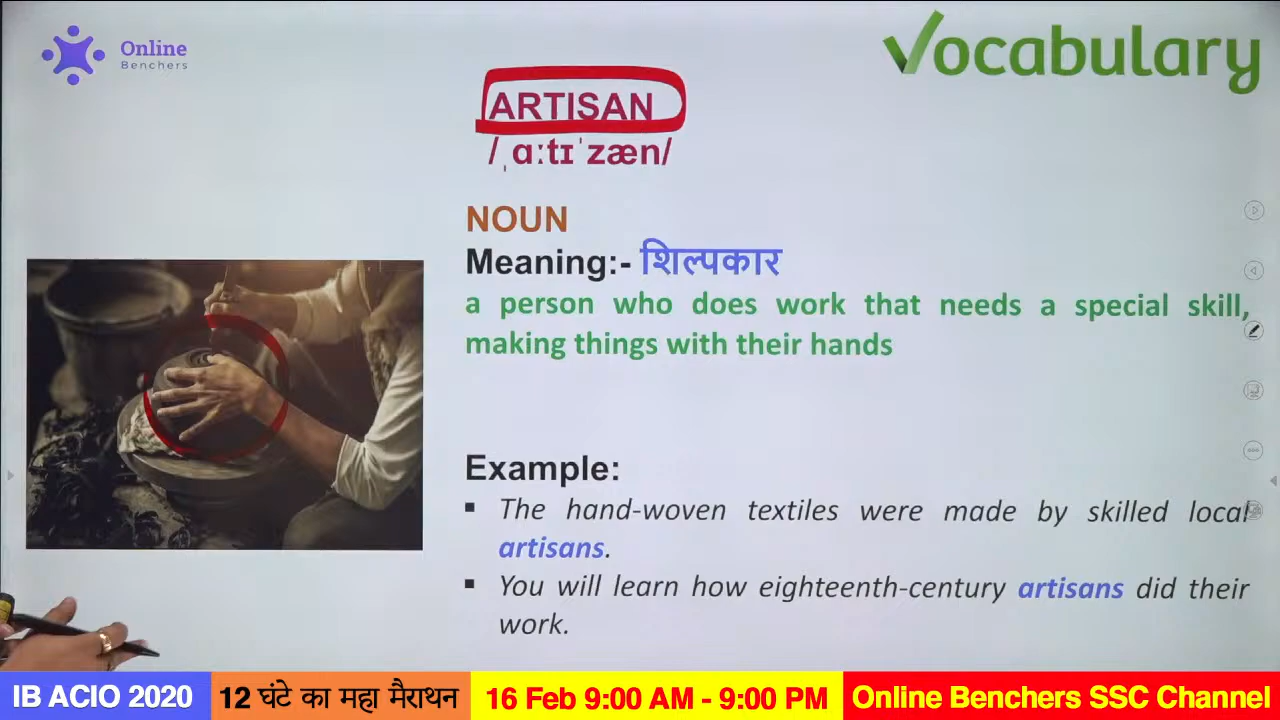 Online
Benchers
Vocabulary
ARTISAN
/ˌɑːtɪˈzæn/
NOUN
Meaning:- शिल्पकार
a person who does work that needs a special skill,
making things with their hands
Example:
▪ The hand-woven textiles were made by skilled local
artisans.
▪ You will learn how eighteenth-century artisans did their
work.
IB ACIO 2020
12 घंटे का महा मैराथन
16 Feb 9:00 AM - 9:00 PM
Online Benchers SSC Channel